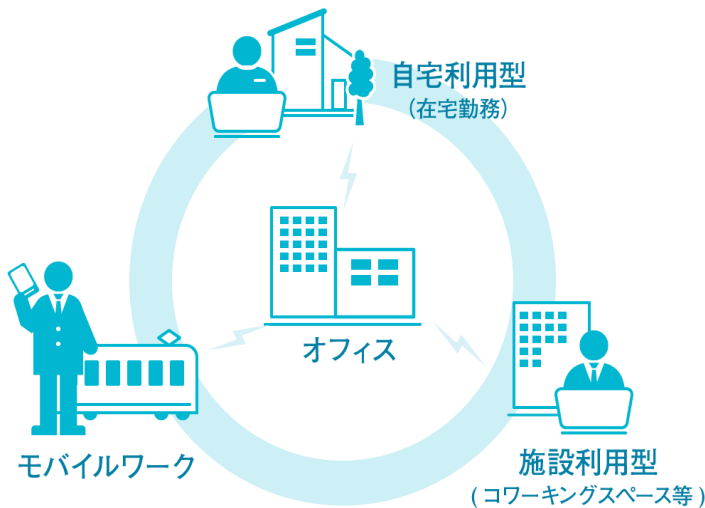 自宅利用型
（在宅勤務）
オフィス
モバイルワーク
施設利用型
( コワーキングスペース等 )